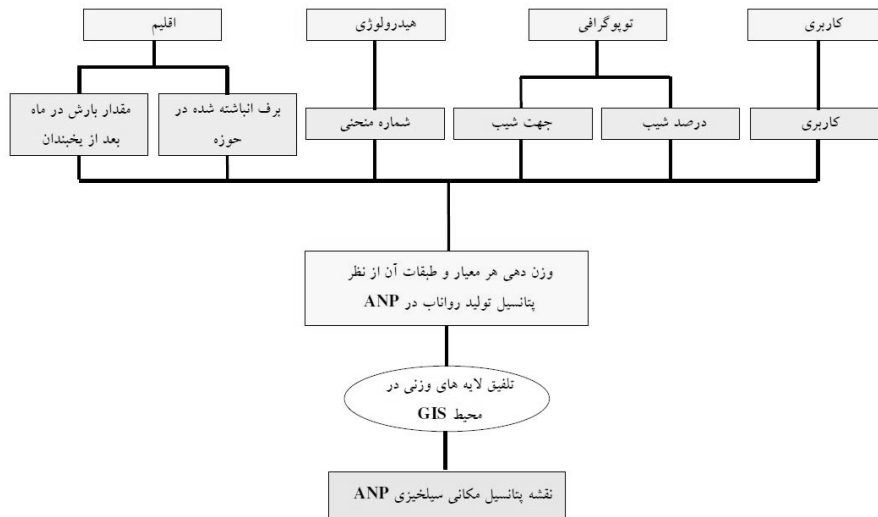 کاربری
توپوگرافی
هیدرولوژی
اقلیم
کاربری
درصد شیب
جهت شیب
شماره منحنی
برف انباشته شده در
حوزه
مقدار بارش در ماه
بعد از یخبندان
وزن دهی هر معیار و طبقات آن از نظر
پتانسیل تولید رواناب در ANP
تلفیق لایه های وزنی در
محیط GIS
نقشه پتانسیل مکانی سیلخیزی ANP